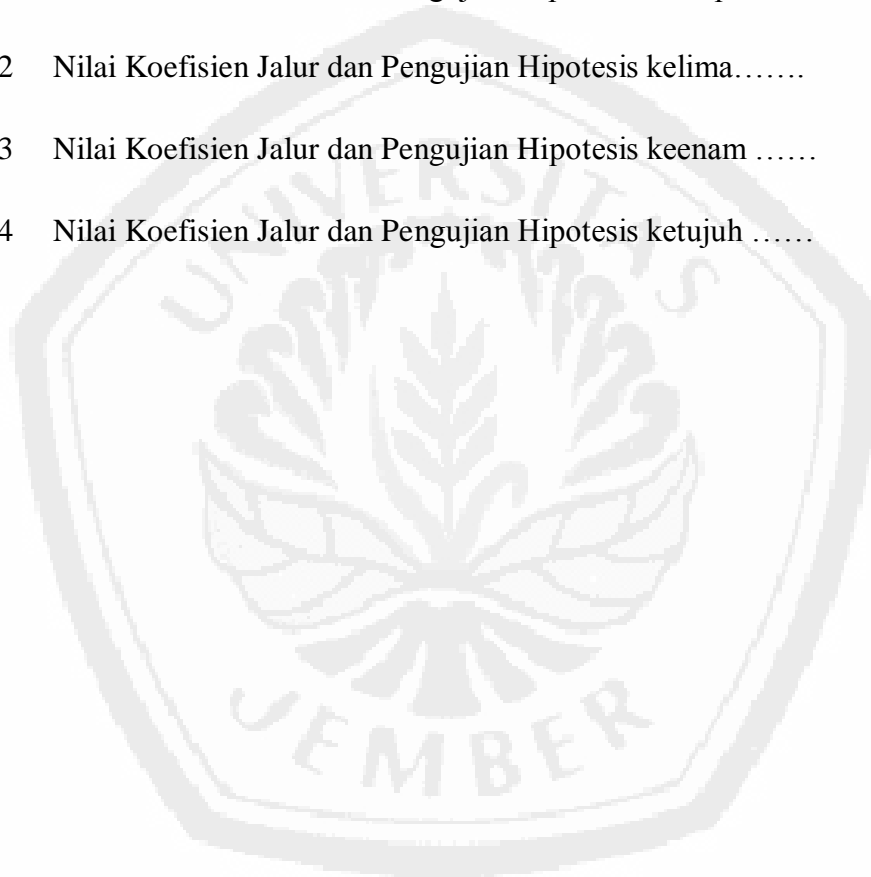 2 Nilai Koefisien Jalur dan Pengujian Hipotesis kelima…….
3 Nilai Koefisien Jalur dan Pengujian Hipotesis keenam ……
4 Nilai Koefisien Jalur dan Pengujian Hipotesis ketujuh ……
UNIVERSITAS
JEMBER